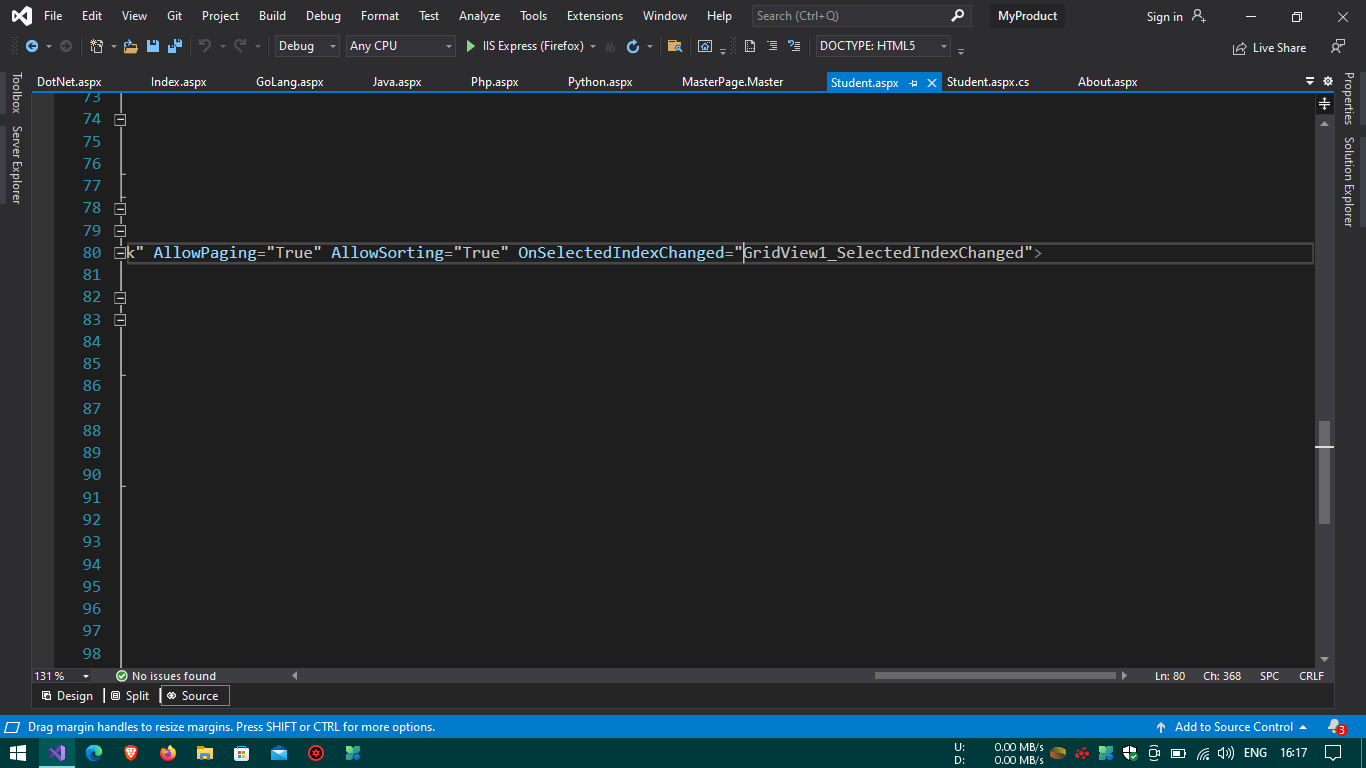 File Edit View Git Project Build Debug Format Test Analyze Tools Extensions Window Help Search (Ctrl+Q) MyProduct Sign in
Debug Any CPU IIS Express (Firefox) DOCTYPE: HTML5 Live Share
DotNet.aspx Index.aspx GoLang.aspx Java.aspx Php.aspx Python.aspx MasterPage.Master Student.aspx Student.aspx.cs About.aspx
Toolbox
Server Explorer
Properties
Solution Explorer
73
74
75
76
77
78
79
80 k" AllowPaging="True" AllowSorting="True" OnSelectedIndexChanged="GridView1_SelectedIndexChanged">
81
82
83
84
85
86
87
88
89
90
91
92
93
94
95
96
97
98
131 % No issues found Ln: 80 Ch: 368 SPC CRLF
Design Split Source
Drag margin handles to resize margins. Press SHIFT or CTRL for more options. Add to Source Control 3
U: 0.00 MB/s
D: 0.00 MB/s
ENG 16:17